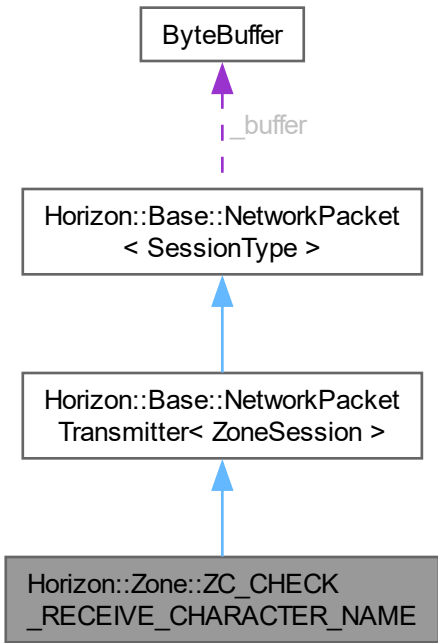 ByteBuffer
_buffer
Horizon::Base::NetworkPacket
< SessionType >
Horizon::Base::NetworkPacket
Transmitter< ZoneSession >
Horizon::Zone::ZC_CHECK
_RECEIVE_CHARACTER_NAME